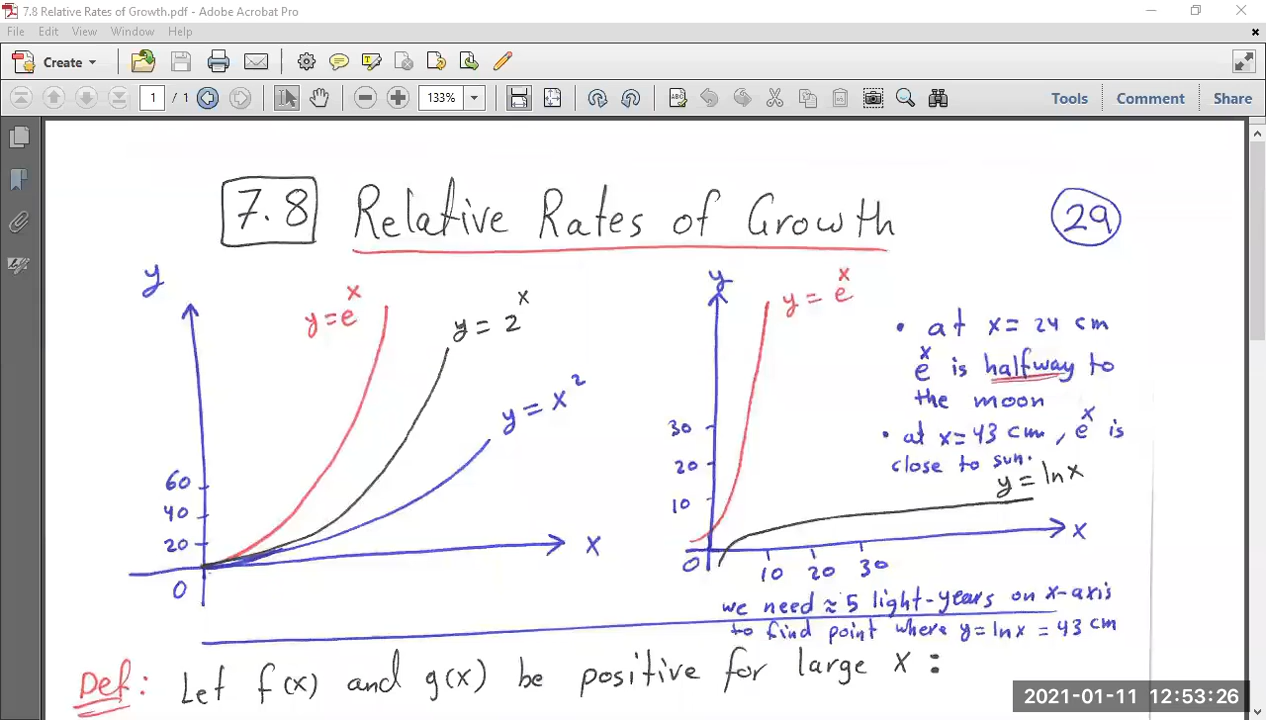 7.8 Relative Rates of Growth.pdf - Adobe Acrobat Pro
File Edit View Window Help
Create
1 / 1 133% Tools Comment Share
7.8 Relative Rates of Growth 29
y
y=e^x
y = 2^x
y = x^2
60
40
20
0
x
y
y = e^x
30
20
10
0
10 20 30
x
y = ln x
• at x= 24 cm
e^x is halfway to
the moon
• at x=43 cm, e^x is
close to sun.
we need ≈ 5 light-years on x-axis
to find point where y=lnx = 43 cm
Def: Let f(x) and g(x) be positive for large x :
2021-01-11 12:53:26